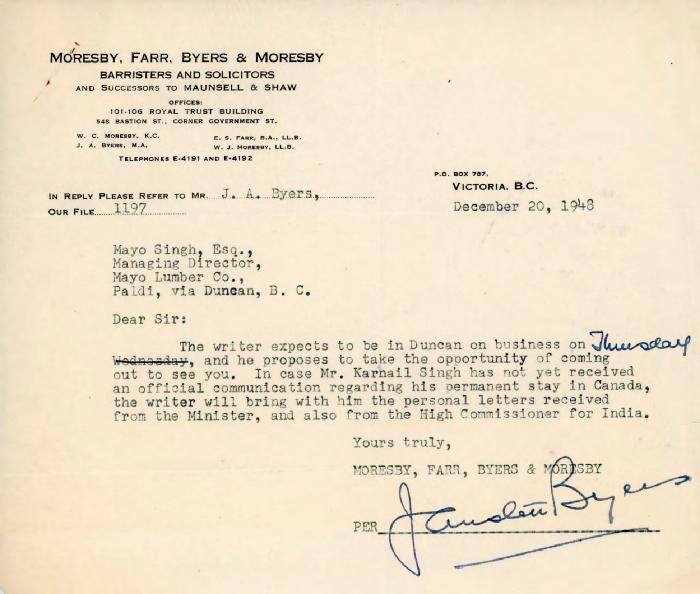 MORESBY, FARR, BYERS & MORESBY
BARRISTERS AND SOLICITORS
AND SUCCESSORS TO MAUNSELL & SHAW
OFFICES:
101-106 ROYAL TRUST BUILDING
548 BASTION ST., CORNER GOVERNMENT ST.
W. C. MORESBY, K.C. E. S. FARR, B.A., LL.B.
J. A. BYERS, M.A. W. J. MORESBY, LL.B.
TELEPHONES E-4191 AND E-4192
P.O. BOX 787,
VICTORIA, B.C.
IN REPLY PLEASE REFER TO MR. J. A. Byers,
OUR FILE 1197
December 20, 1948
Mayo Singh, Esq.,
Managing Director,
Mayo Lumber Co.,
Paldi, via Duncan, B. C.
Dear Sir:
The writer expects to be in Duncan on business on Thursday
Wednesday, and he proposes to take the opportunity of coming
out to see you. In case Mr. Karnail Singh has not yet received
an official communication regarding his permanent stay in Canada,
the writer will bring with him the personal letters received
from the Minister, and also from the High Commissioner for India.
Yours truly,
MORESBY, FARR, BYERS & MORESBY
PER J Austen Byers